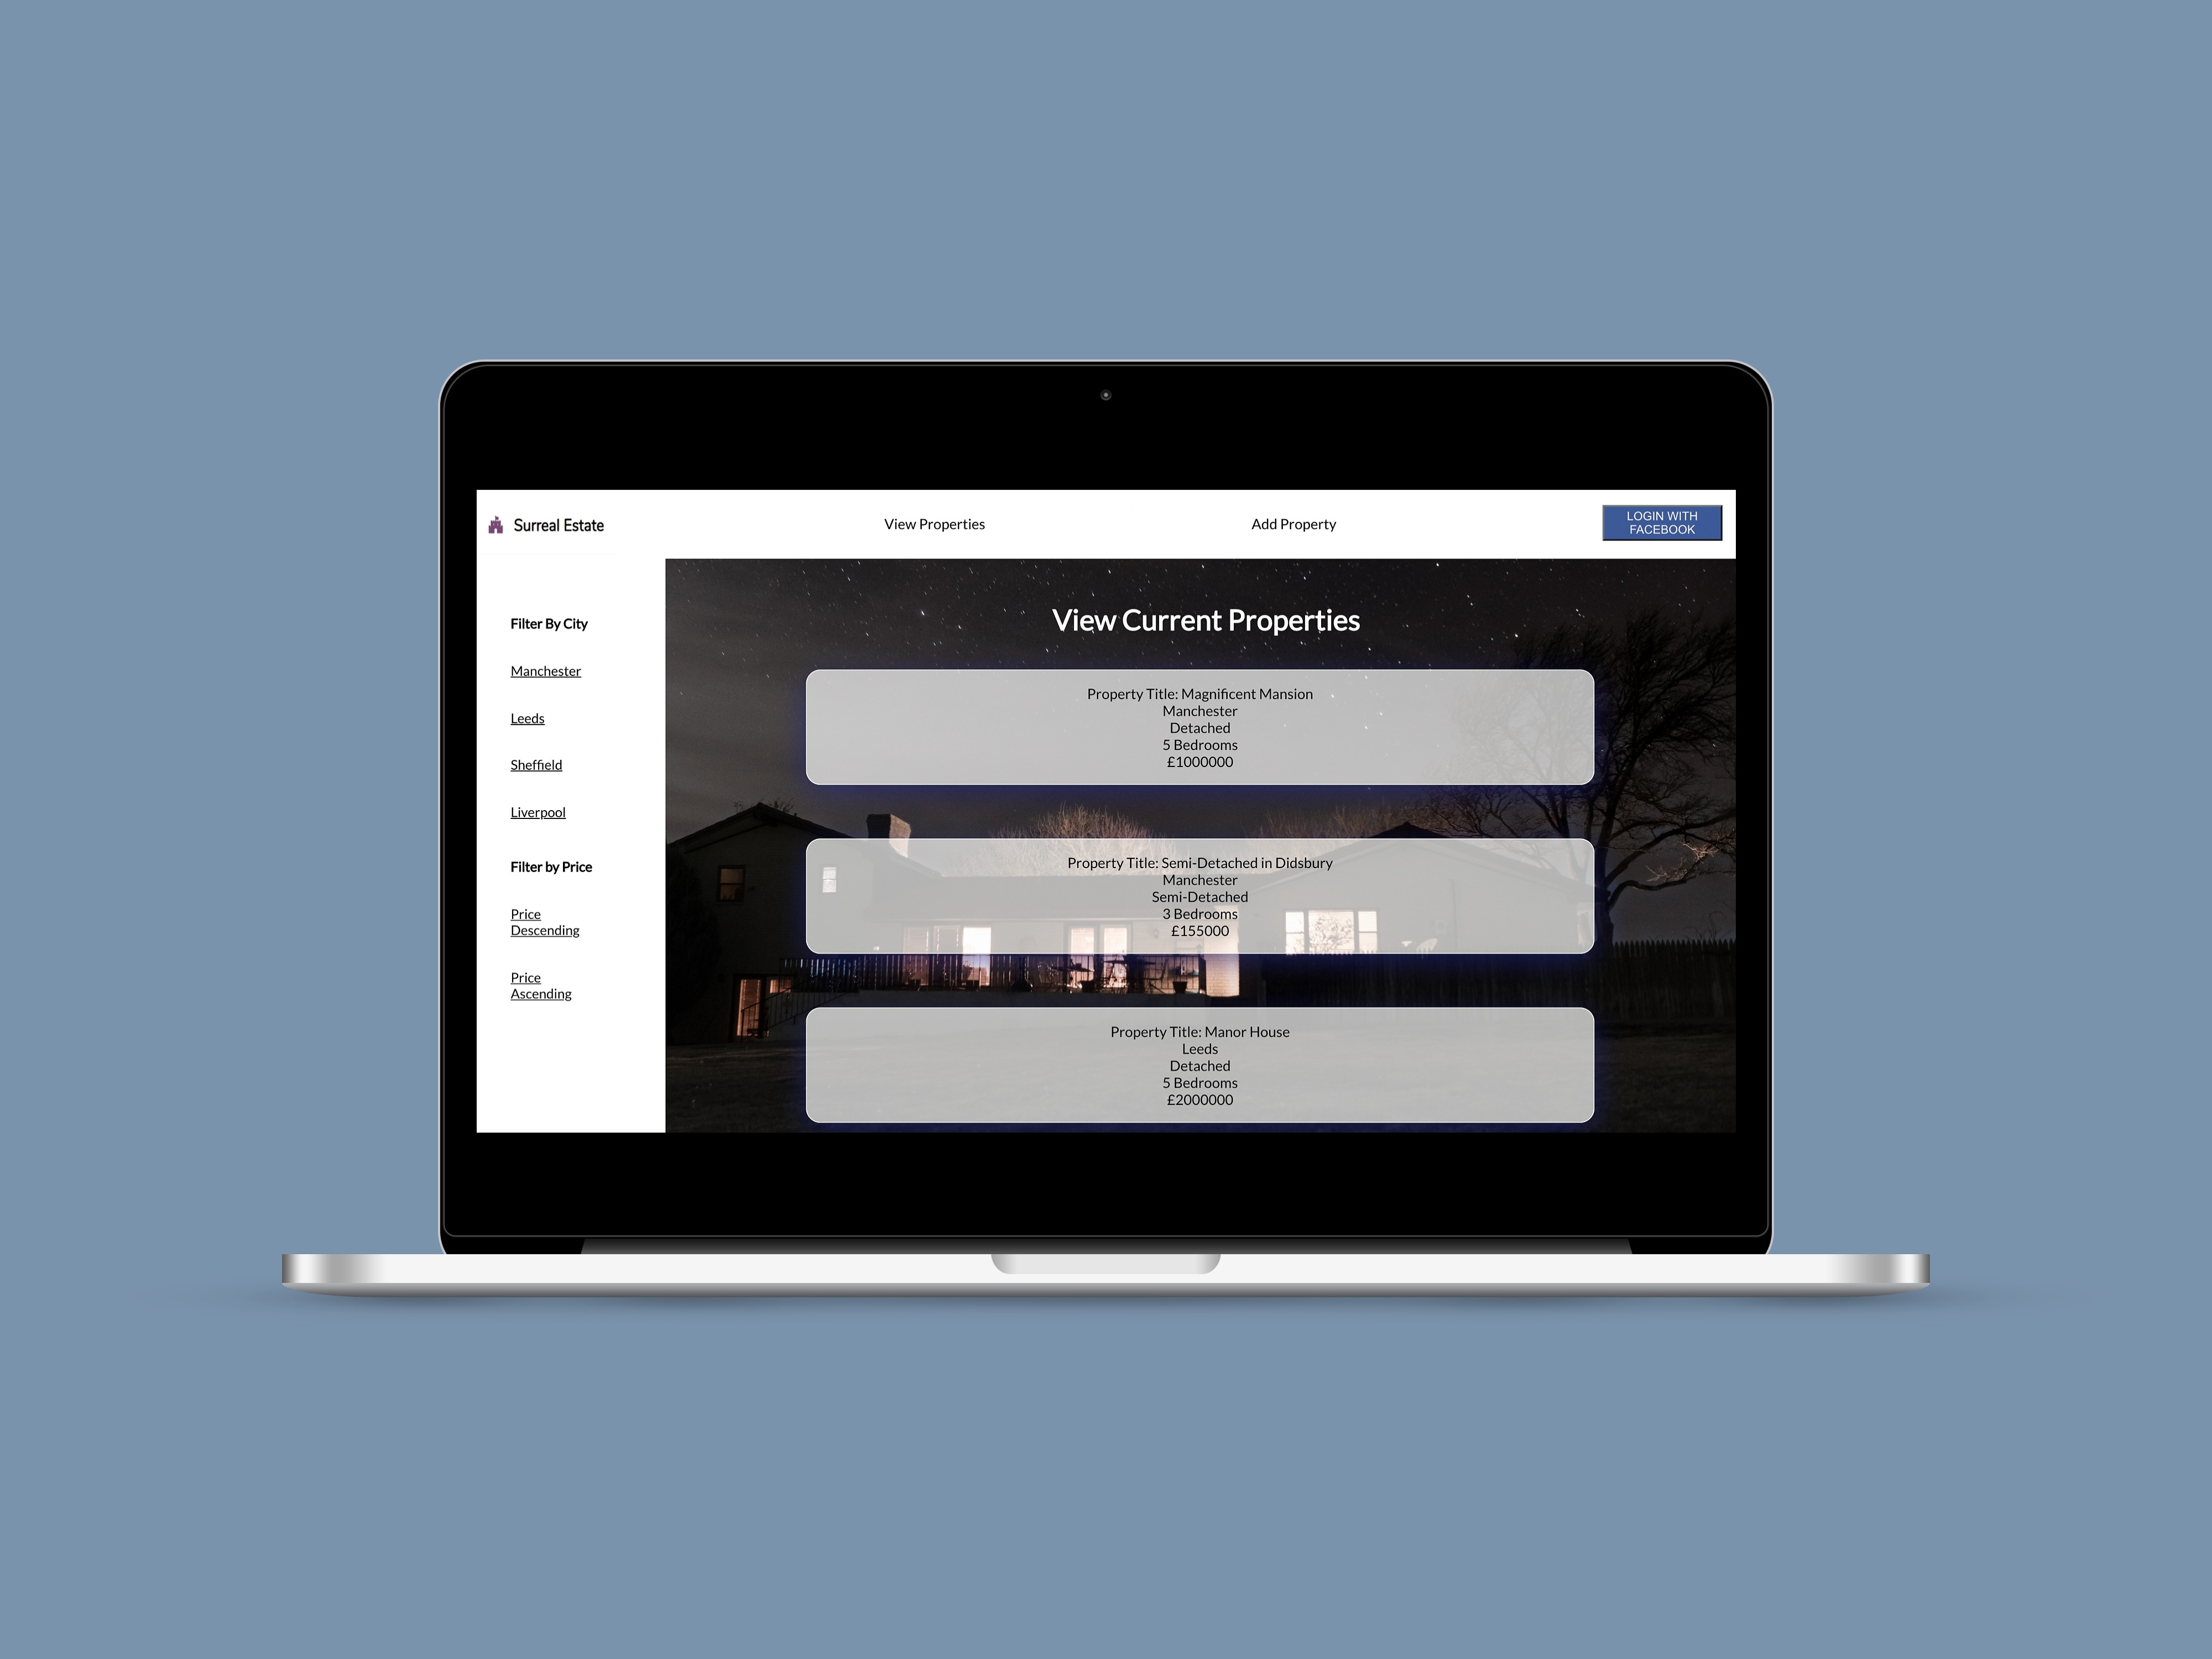 Surreal Estate
View Properties
Add Property
LOGIN WITH
FACEBOOK
Filter By City
Manchester
Leeds
Sheffield
Liverpool
Filter by Price
Price
Descending
Price
Ascending
View Current Properties
Property Title: Magnificent Mansion
Manchester
Detached
5 Bedrooms
£1000000
Property Title: Semi-Detached in Didsbury
Manchester
Semi-Detached
3 Bedrooms
£155000
Property Title: Manor House
Leeds
Detached
5 Bedrooms
£2000000